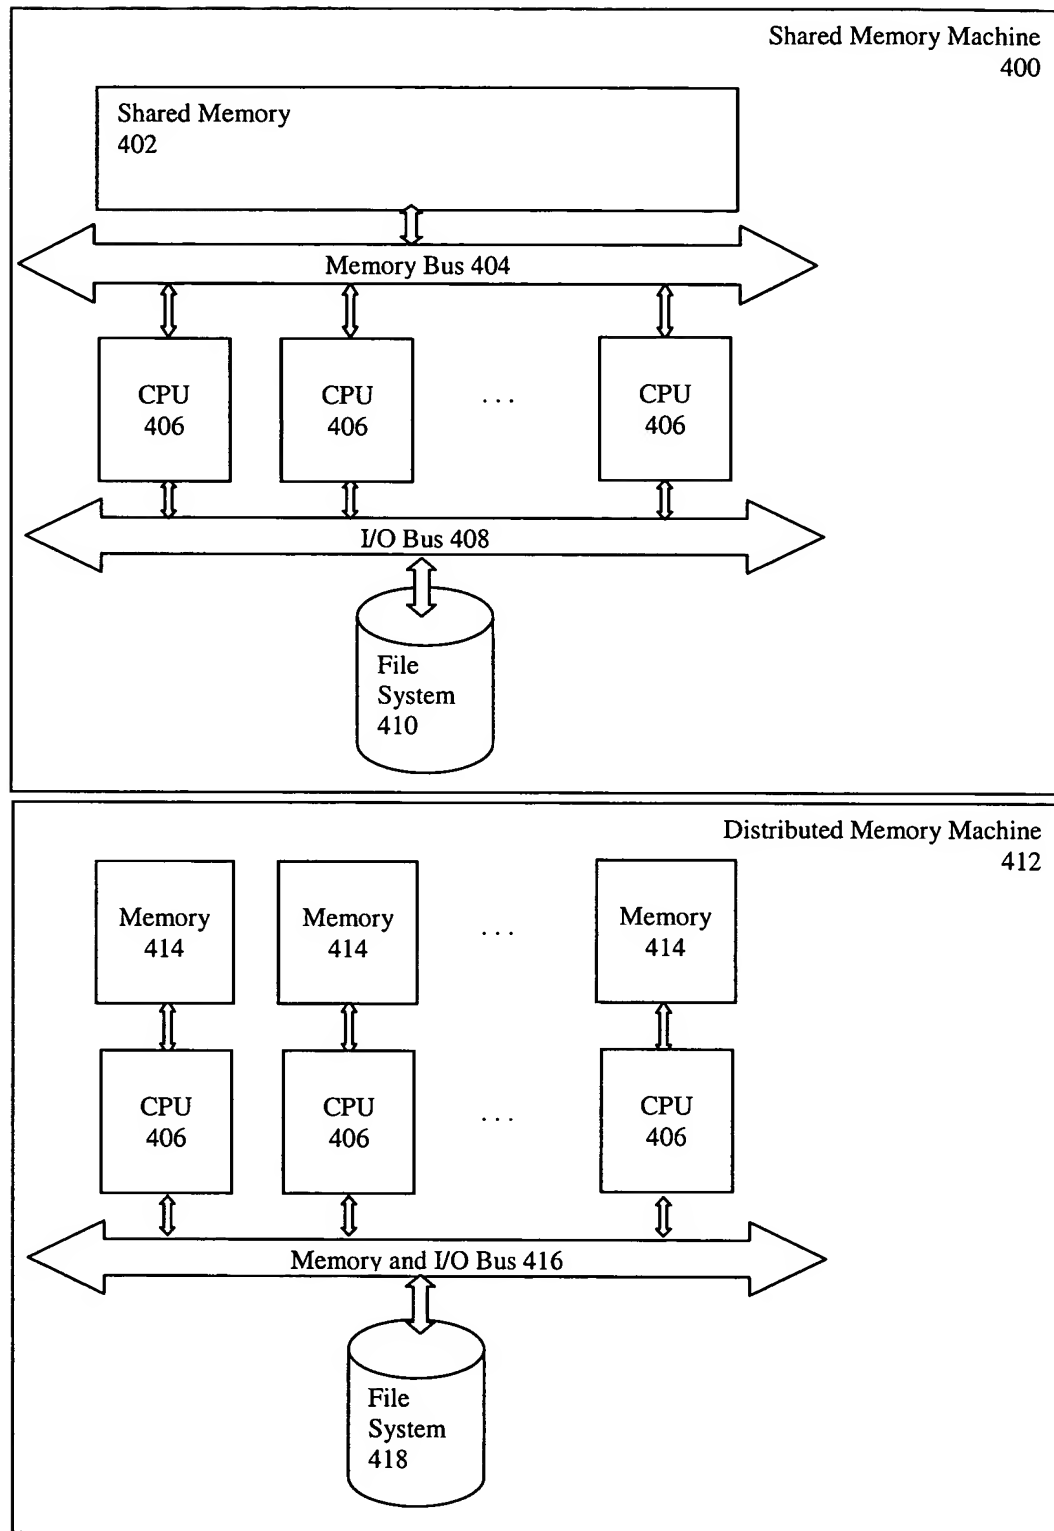 Shared Memory Machine
400
Shared Memory
402
Memory Bus 404
CPU
406
CPU
406
. . .
CPU
406
I/O Bus 408
File
System
410
Distributed Memory Machine
412
Memory
414
Memory
414
. . .
Memory
414
CPU
406
CPU
406
. . .
CPU
406
Memory and I/O Bus 416
File
System
418